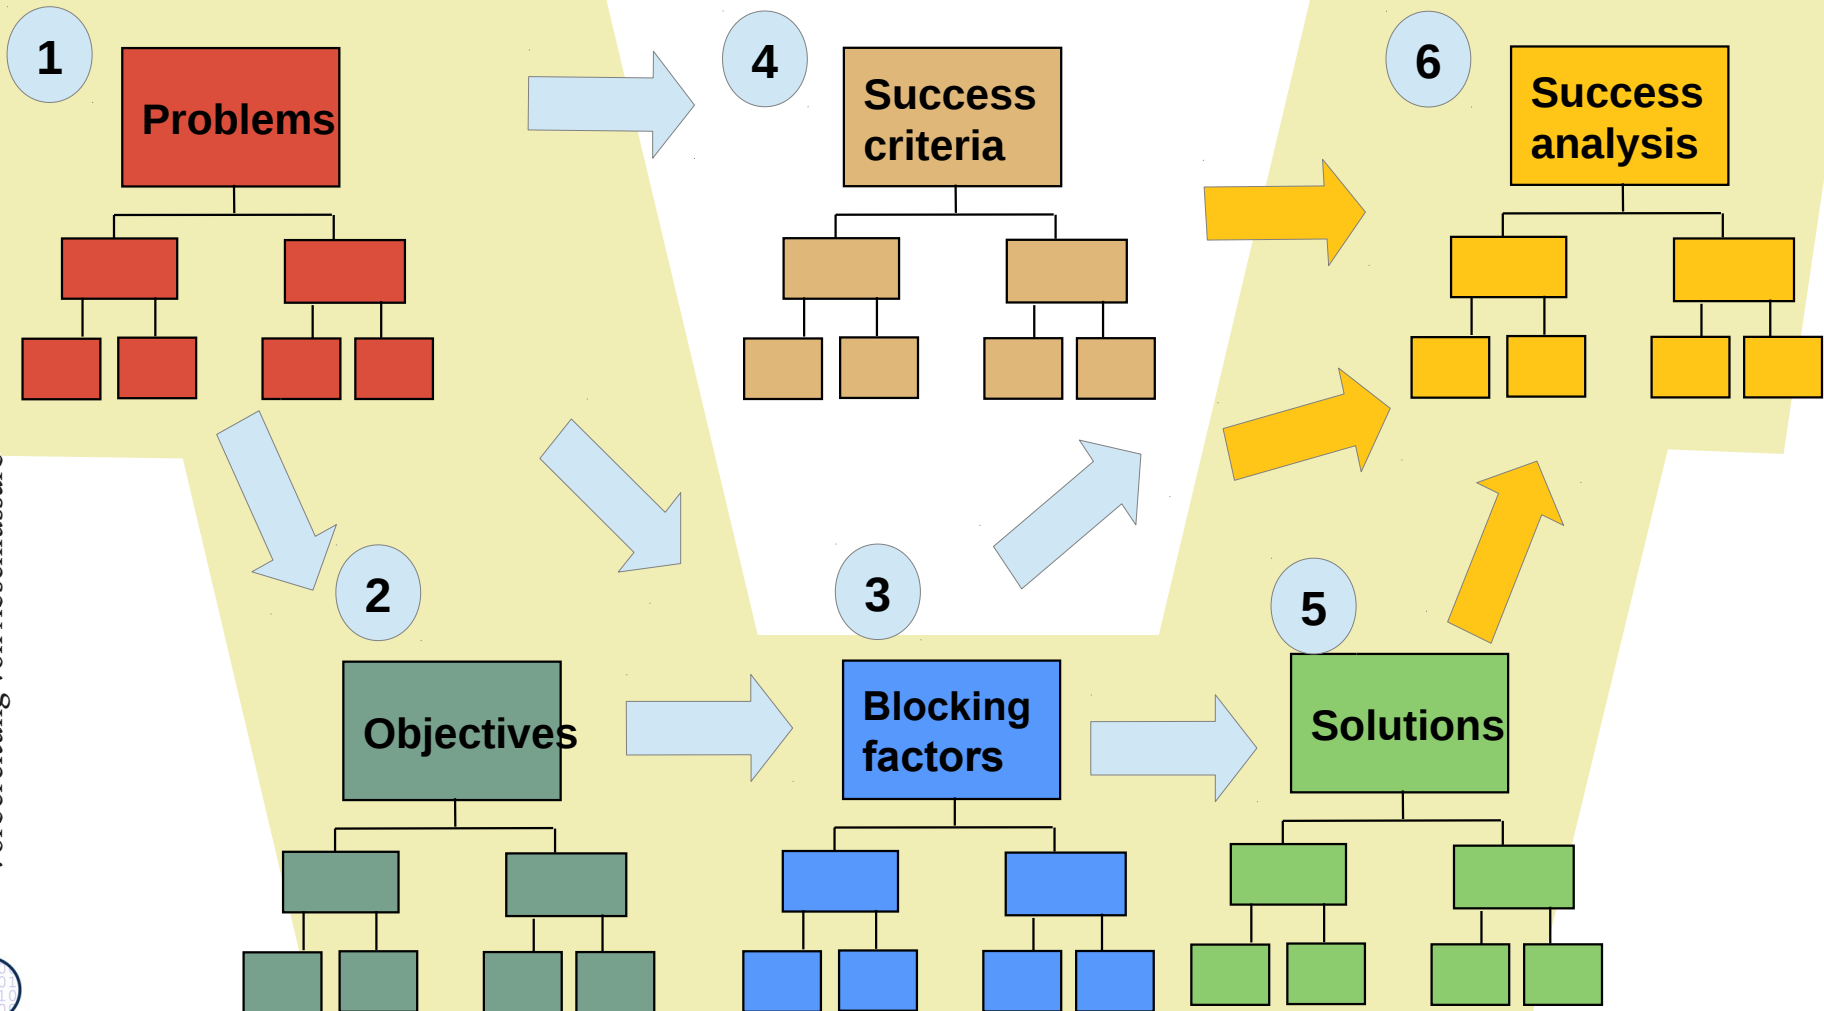 1
Problems
4
Success
criteria
6
Success
analysis
2
Objectives
3
Blocking
factors
5
Solutions